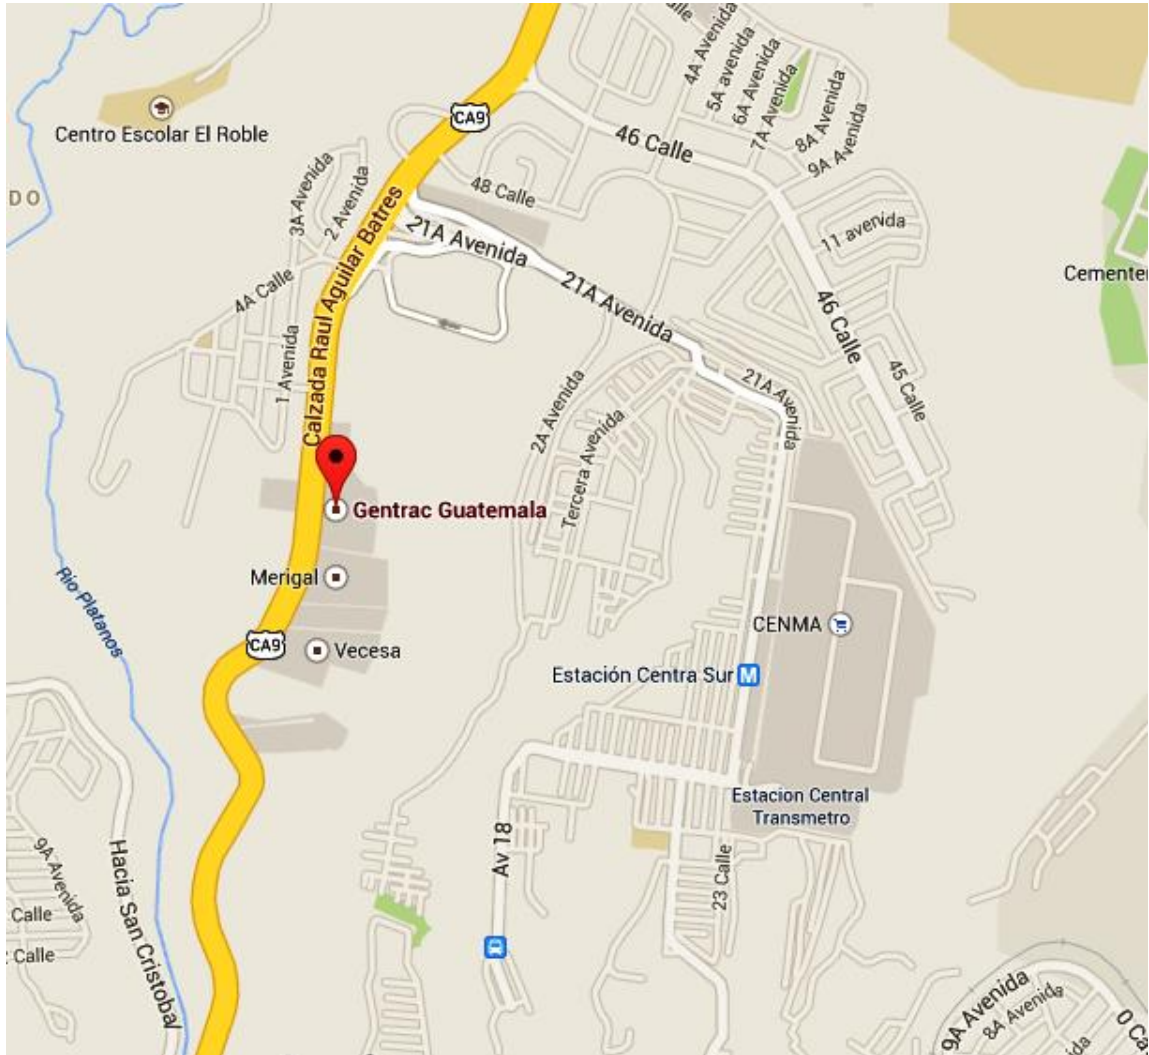 Calle
4A Avenida
5A avenida
6A Avenida
7A Avenida
8A Avenida
9A Avenida
Centro Escolar El Roble
CA9
46 Calle
DO
3A Avenida
2 Avenida
48 Calle
21A Avenida
11 avenida
4A Calle
Calzada Raul Aguilar Batres
21A Avenida
Cementer
46 Calle
1 Avenida
45 Calle
2A Avenida
21A Avenida
Tercera Avenida
Gentrac Guatemala
Merigal
Rio Platanos
CENMA
CA9
Vecesa
Estación Centra Sur
M
Estacion Central
Transmetro
Av 18
23 Calle
9A Avenida
Hacia San Cristobal
Calle
Calle
9A Avenida
8A Avenida
0 Ca